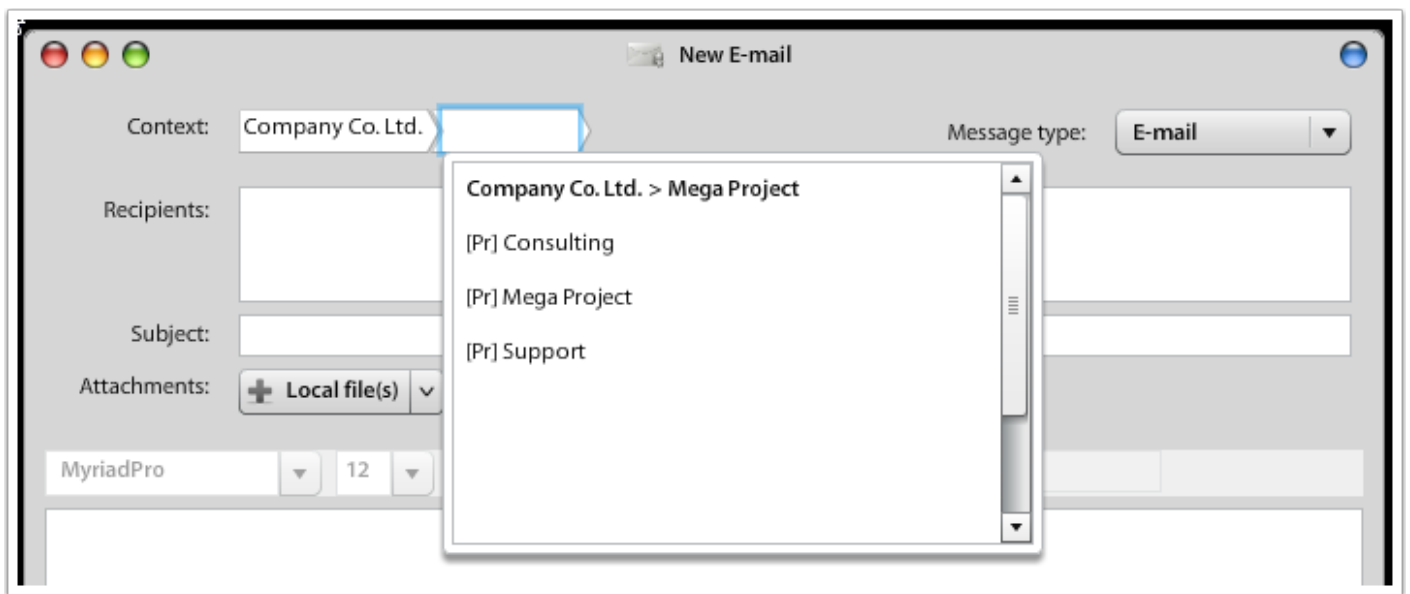 New E-mail
Context: Company Co. Ltd.
Message type: E-mail
Company Co. Ltd. > Mega Project
Recipients:
[Pr] Consulting
[Pr] Mega Project
Subject:
[Pr] Support
Attachments: Local file(s)
MyriadPro 12